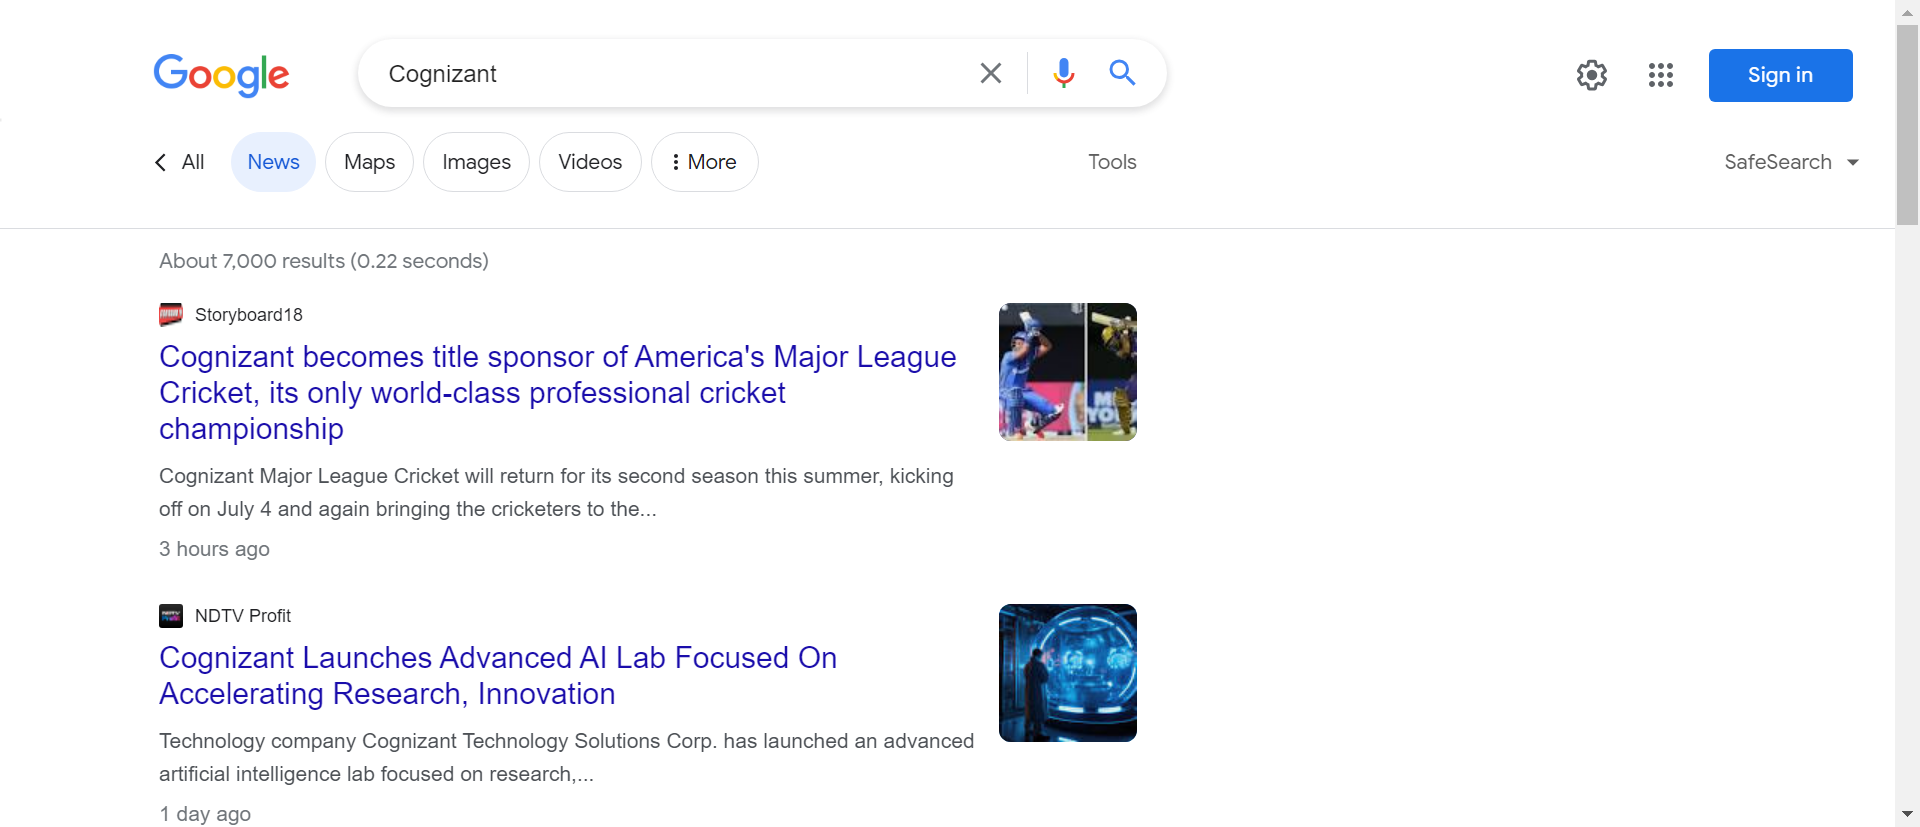 Google
Cognizant
Sign in
All
News
Maps
Images
Videos
More
Tools
SafeSearch
About 7,000 results (0.22 seconds)
Storyboard18
Cognizant becomes title sponsor of America's Major League
Cricket, its only world-class professional cricket
championship
Cognizant Major League Cricket will return for its second season this summer, kicking
off on July 4 and again bringing the cricketers to the...
3 hours ago
NDTV Profit
Cognizant Launches Advanced AI Lab Focused On
Accelerating Research, Innovation
Technology company Cognizant Technology Solutions Corp. has launched an advanced
artificial intelligence lab focused on research,...
1 day ago